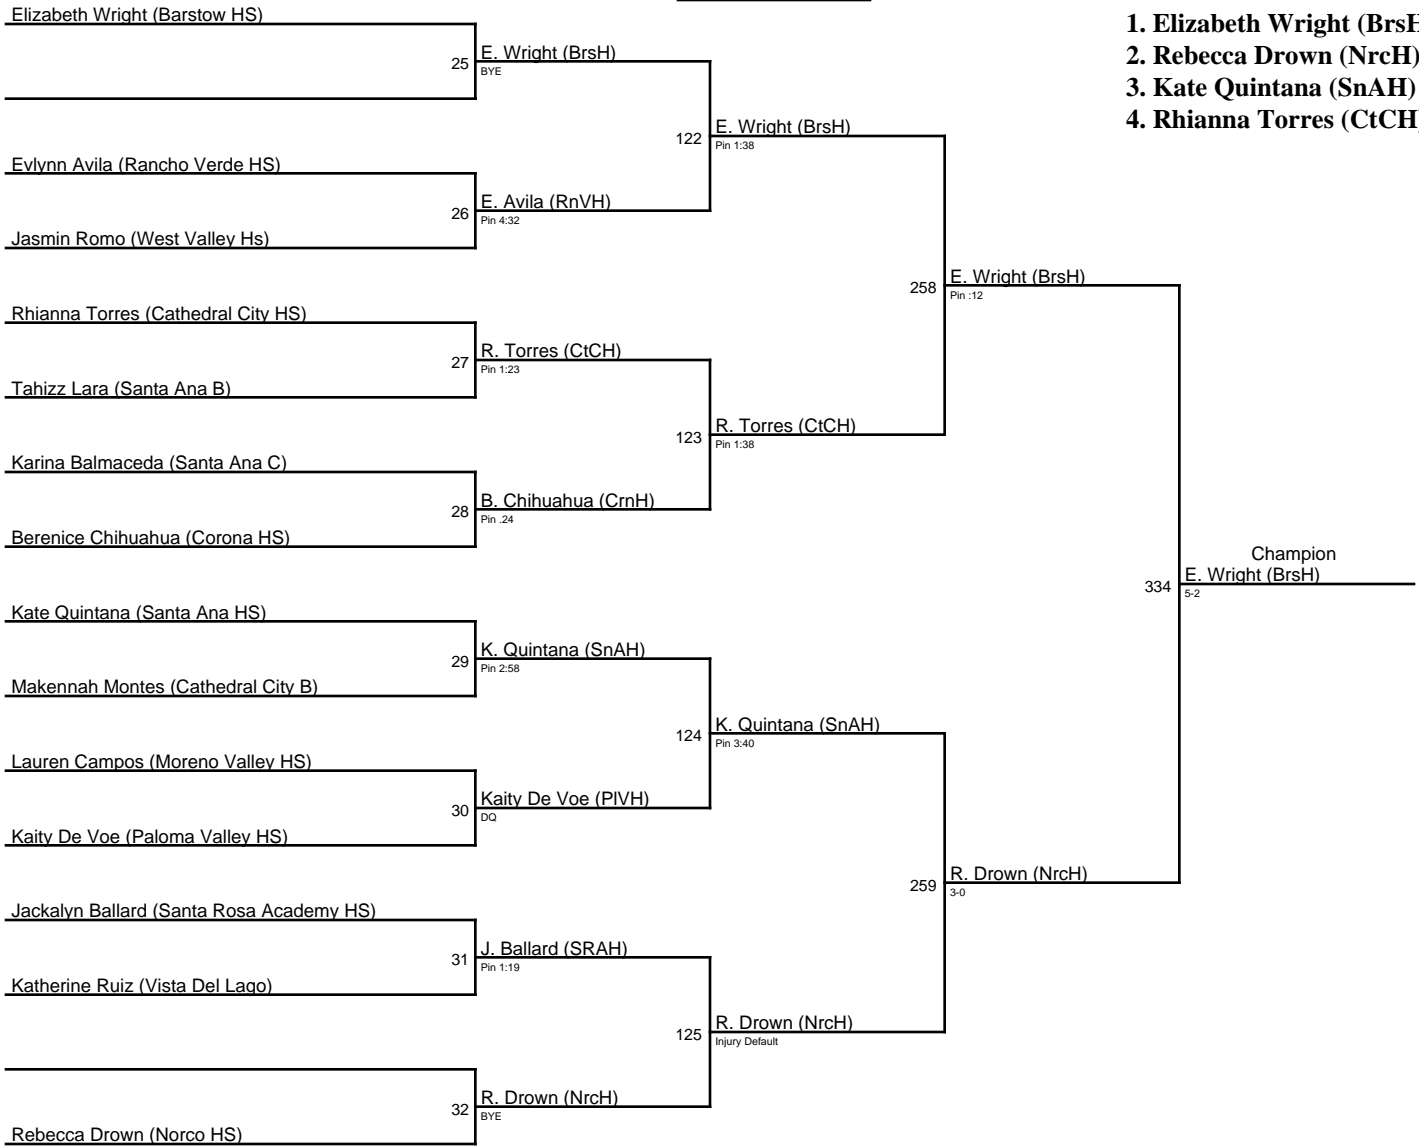 Elizabeth Wright (Barstow HS)
25
E. Wright (BrsH)
BYE
Evlynn Avila (Rancho Verde HS)
26
E. Avila (RnVH)
Pin 4:32
Jasmin Romo (West Valley Hs)
122
E. Wright (BrsH)
Pin 1:38
Rhianna Torres (Cathedral City HS)
27
R. Torres (CtCH)
Pin 1:23
Tahizz Lara (Santa Ana B)
Karina Balmaceda (Santa Ana C)
28
B. Chihuahua (CrnH)
Pin .24
Berenice Chihuahua (Corona HS)
123
R. Torres (CtCH)
Pin 1:38
258
E. Wright (BrsH)
Pin :12
Kate Quintana (Santa Ana HS)
29
K. Quintana (SnAH)
Pin 2:58
Makennah Montes (Cathedral City B)
Lauren Campos (Moreno Valley HS)
30
Kaity De Voe (PlVH)
DQ
Kaity De Voe (Paloma Valley HS)
124
K. Quintana (SnAH)
Pin 3:40
Jackalyn Ballard (Santa Rosa Academy HS)
31
J. Ballard (SRAH)
Pin 1:19
Katherine Ruiz (Vista Del Lago)
32
R. Drown (NrcH)
BYE
Rebecca Drown (Norco HS)
125
R. Drown (NrcH)
Injury Default
259
R. Drown (NrcH)
3-0
334
Champion
E. Wright (BrsH)
5-2
1. Elizabeth Wright (BrsH
2. Rebecca Drown (NrcH)
3. Kate Quintana (SnAH)
4. Rhianna Torres (CtCH)